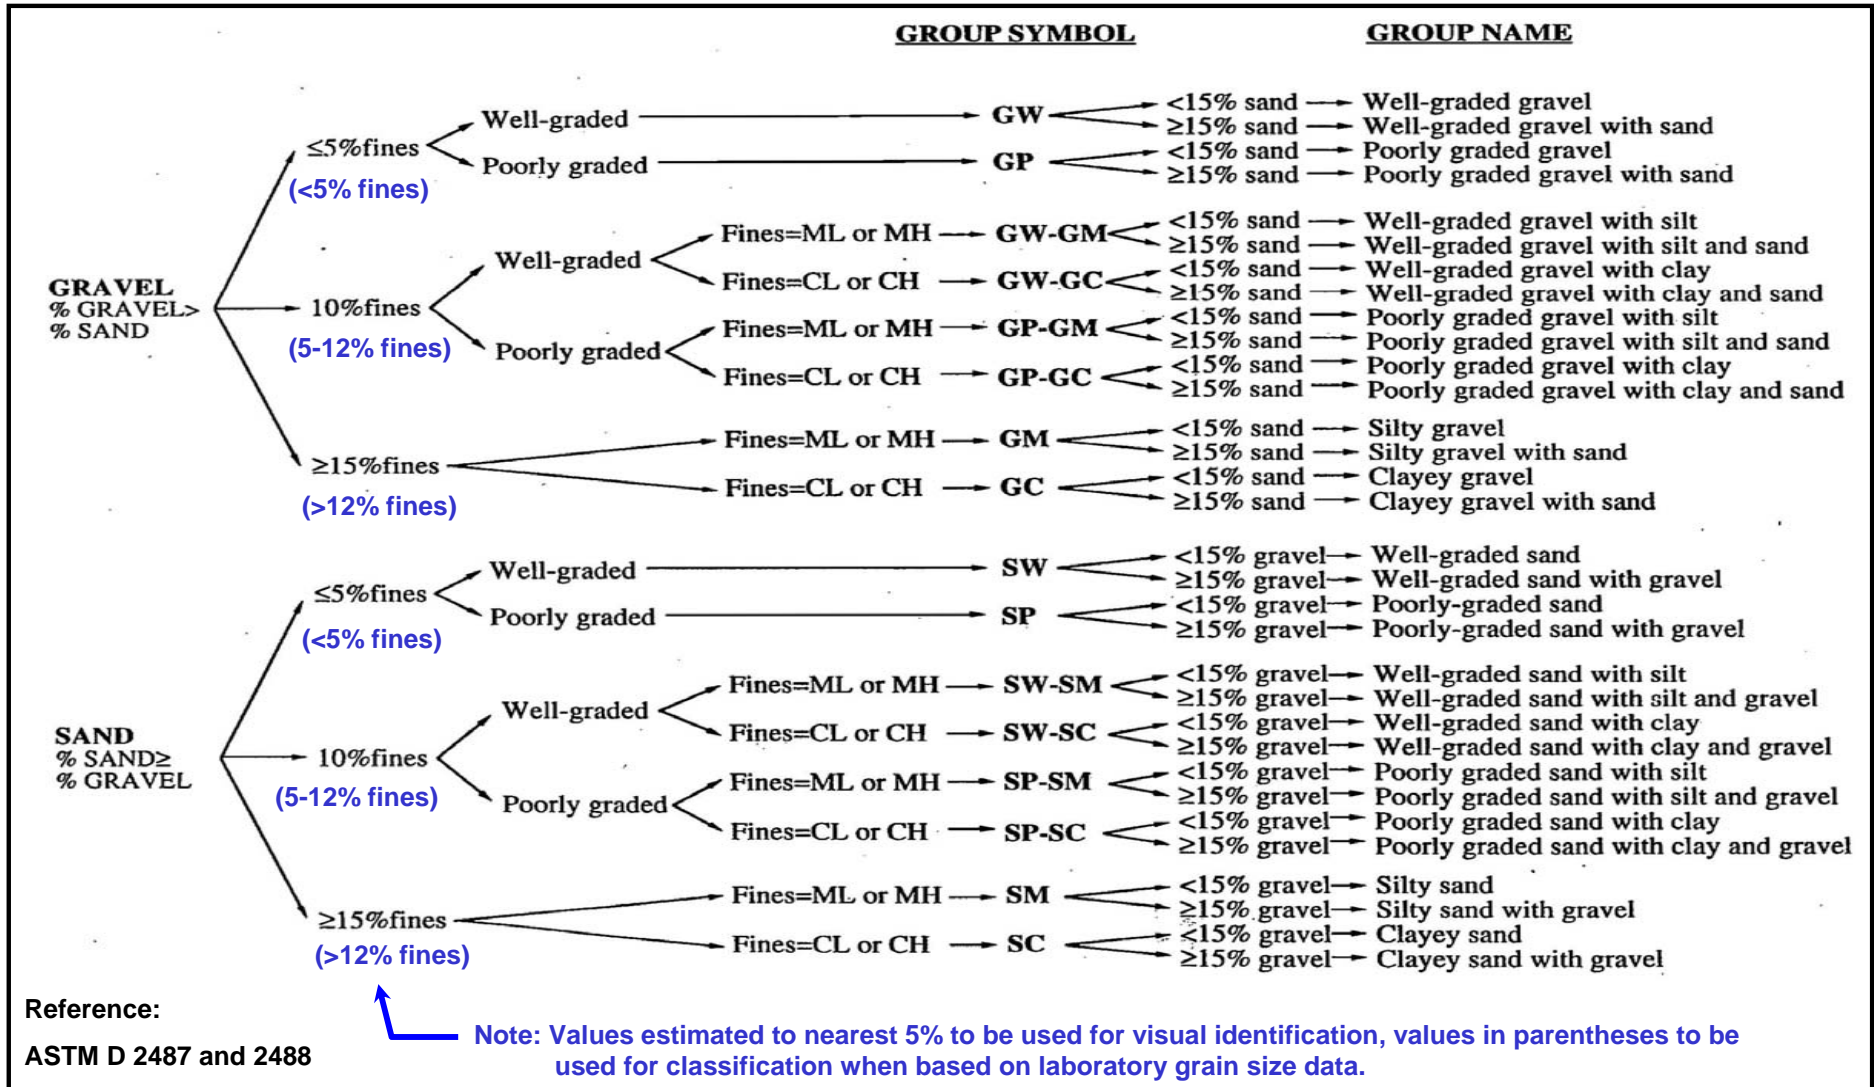 GROUP SYMBOL GROUP NAME
<15% sand Well-graded gravel
Well-graded GW
≥15% sand Well-graded gravel with sand
≤5%fines
<15% sand Poorly graded gravel
Poorly graded GP
≥15% sand Poorly graded gravel with sand
(<5% fines)
<15% sand Well-graded gravel with silt
Fines=ML or MH GW-GM
≥15% sand Well-graded gravel with silt and sand
Well-graded
<15% sand Well-graded gravel with clay
Fines=CL or CH GW-GC
≥15% sand Well-graded gravel with clay and sand
GRAVEL
% GRAVEL>
% SAND
10%fines
(5-12% fines)
<15% sand Poorly graded gravel with silt
Fines=ML or MH GP-GM
≥15% sand Poorly graded gravel with silt and sand
Poorly graded
<15% sand Poorly graded gravel with clay
Fines=CL or CH GP-GC
≥15% sand Poorly graded gravel with clay and sand
<15% sand Silty gravel
Fines=ML or MH GM
≥15% sand Silty gravel with sand
≥15%fines
<15% sand Clayey gravel
Fines=CL or CH GC
≥15% sand Clayey gravel with sand
(>12% fines)
<15% gravel Well-graded sand
Well-graded SW
≥15% gravel Well-graded sand with gravel
≤5%fines
<15% gravel Poorly-graded sand
Poorly graded SP
≥15% gravel Poorly-graded sand with gravel
(<5% fines)
<15% gravel Well-graded sand with silt
Fines=ML or MH SW-SM
≥15% gravel Well-graded sand with silt and gravel
Well-graded
<15% gravel Well-graded sand with clay
Fines=CL or CH SW-SC
≥15% gravel Well-graded sand with clay and gravel
SAND
% SAND≥
% GRAVEL
10%fines
(5-12% fines)
<15% gravel Poorly graded sand with silt
Fines=ML or MH SP-SM
≥15% gravel Poorly graded sand with silt and gravel
Poorly graded
<15% gravel Poorly graded sand with clay
Fines=CL or CH SP-SC
≥15% gravel Poorly graded sand with clay and gravel
<15% gravel Silty sand
Fines=ML or MH SM
≥15% gravel Silty sand with gravel
≥15%fines
<15% gravel Clayey sand
Fines=CL or CH SC
≥15% gravel Clayey sand with gravel
(>12% fines)
Reference:
ASTM D 2487 and 2488
Note: Values estimated to nearest 5% to be used for visual identification, values in parentheses to be
used for classification when based on laboratory grain size data.